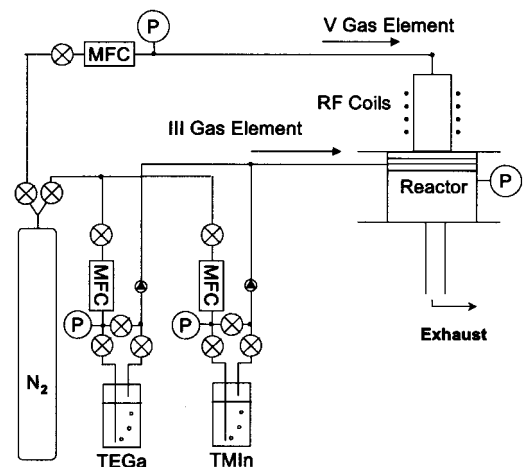 P
V Gas Element
MFC
RF Coils
III Gas Element
Reactor
P
MFC
MFC
P
P
Exhaust
N₂
TEGa
TMIn